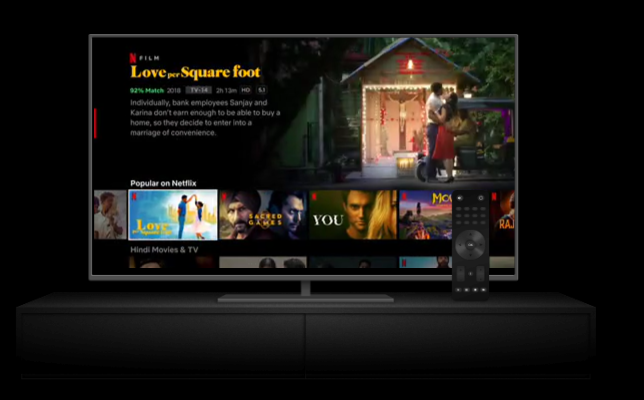 N FILM
Love per Square foot
92% Match 2018 TV-14 2h 13m HD 5.1
Individually, bank employees Sanjay and
Karina don't earn enough to be able to buy a
home, so they decide to enter into a
marriage of convenience.
Popular on Netflix
Love
per Square foot
SACRED
GAMES
YOU
Hindi Movies & TV